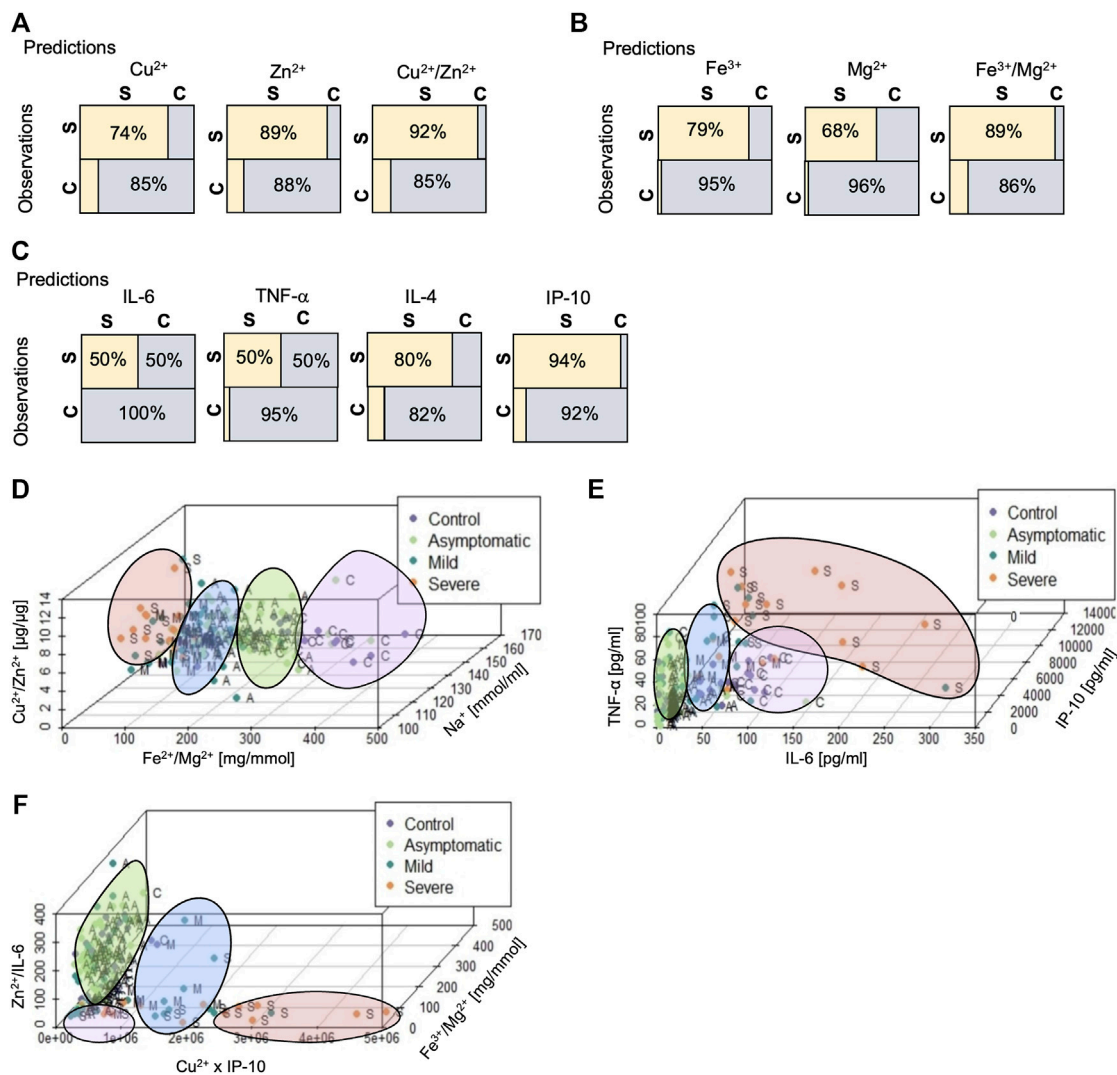 A
Predictions
Cu²⁺ Zn²⁺ Cu²⁺/Zn²⁺
S C S C S C
Observations
S 74% S 89% S 92%
C 85% C 88% C 85%
B
Predictions
Fe³⁺ Mg²⁺ Fe³⁺/Mg²⁺
S C S C S C
Observations
S 79% S 68% S 89%
C 95% C 96% C 86%
C
Predictions
IL-6 TNF-α IL-4 IP-10
S C S C S C S C
Observations
S 50% 50% S 50% 50% S 80% S 94%
C 100% C 95% C 82% C 92%
D
Control
Asymptomatic
Mild
Severe
Cu²⁺/Zn²⁺ [µg/µg]
0 2 4 6 8 10 12 14
0 100 200 300 400 500
Fe²⁺/Mg²⁺ [mg/mmol]
100 110 120 130 140 150 160 170
Na⁺ [mmol/ml]
E
Control
Asymptomatic
Mild
Severe
TNF-α [pg/ml]
0 20 40 60 80 100
0 50 100 150 200 250 300 350
IL-6 [pg/ml]
0 2000 4000 6000 8000 10000 12000 14000
0
IP-10 [pg/ml]
F
Control
Asymptomatic
Mild
Severe
Zn²⁺/IL-6
0 100 200 300 400
0e+00 1e+06 2e+06 3e+06 4e+06 5e+06
Cu²⁺ x IP-10
0 100 200 300 400 500
Fe³⁺/Mg²⁺ [mg/mmol]